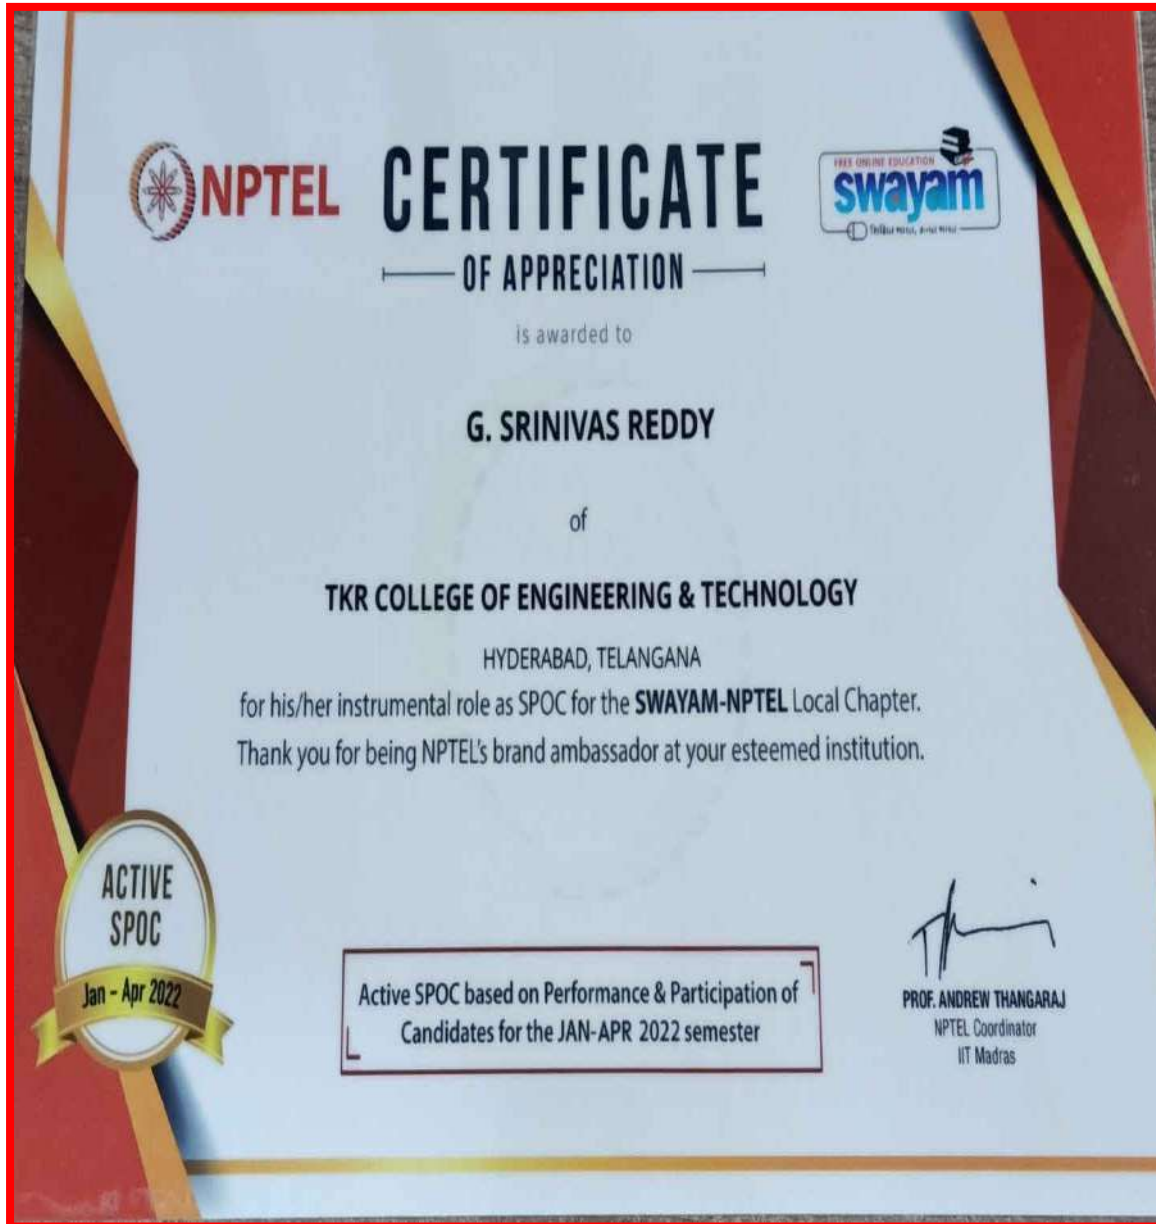 NPTEL
CERTIFICATE
OF APPRECIATION
FREE ONLINE EDUCATION
swayam
is awarded to
G. SRINIVAS REDDY
of
TKR COLLEGE OF ENGINEERING & TECHNOLOGY
HYDERABAD, TELANGANA
for his/her instrumental role as SPOC for the SWAYAM-NPTEL Local Chapter.
Thank you for being NPTEL's brand ambassador at your esteemed institution.
ACTIVE
SPOC
Jan - Apr 2022
Active SPOC based on Performance & Participation of
Candidates for the JAN-APR 2022 semester
PROF. ANDREW THANGARAJ
NPTEL Coordinator
IIT Madras